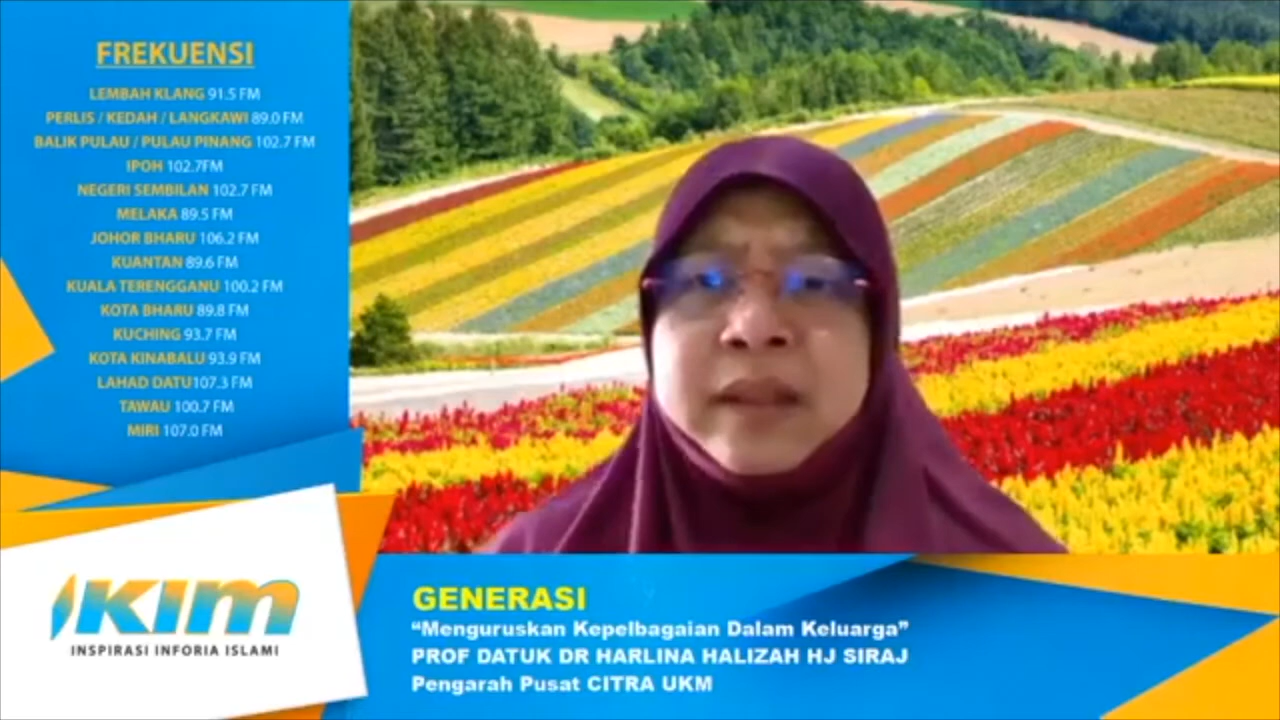 FREKUENSI
LEMBAH KLANG 91.5 FM
PERLIS / KEDAH / LANGKAWI 89.0 FM
BALIK PULAU / PULAU PINANG 102.7 FM
IPOH 102.7FM
NEGERI SEMBILAN 102.7 FM
MELAKA 89.5 FM
JOHOR BHARU 106.2 FM
KUANTAN 89.6 FM
KUALA TERENGGANU 100.2 FM
KOTA BHARU 89.8 FM
KUCHING 93.7 FM
KOTA KINABALU 93.9 FM
LAHAD DATU107.3 FM
TAWAU 100.7 FM
MIRI 107.0 FM
IKIM
INSPIRASI INFORIA ISLAMI
GENERASI
“Menguruskan Kepelbagaian Dalam Keluarga”
PROF DATUK DR HARLINA HALIZAH HJ SIRAJ
Pengarah Pusat CITRA UKM